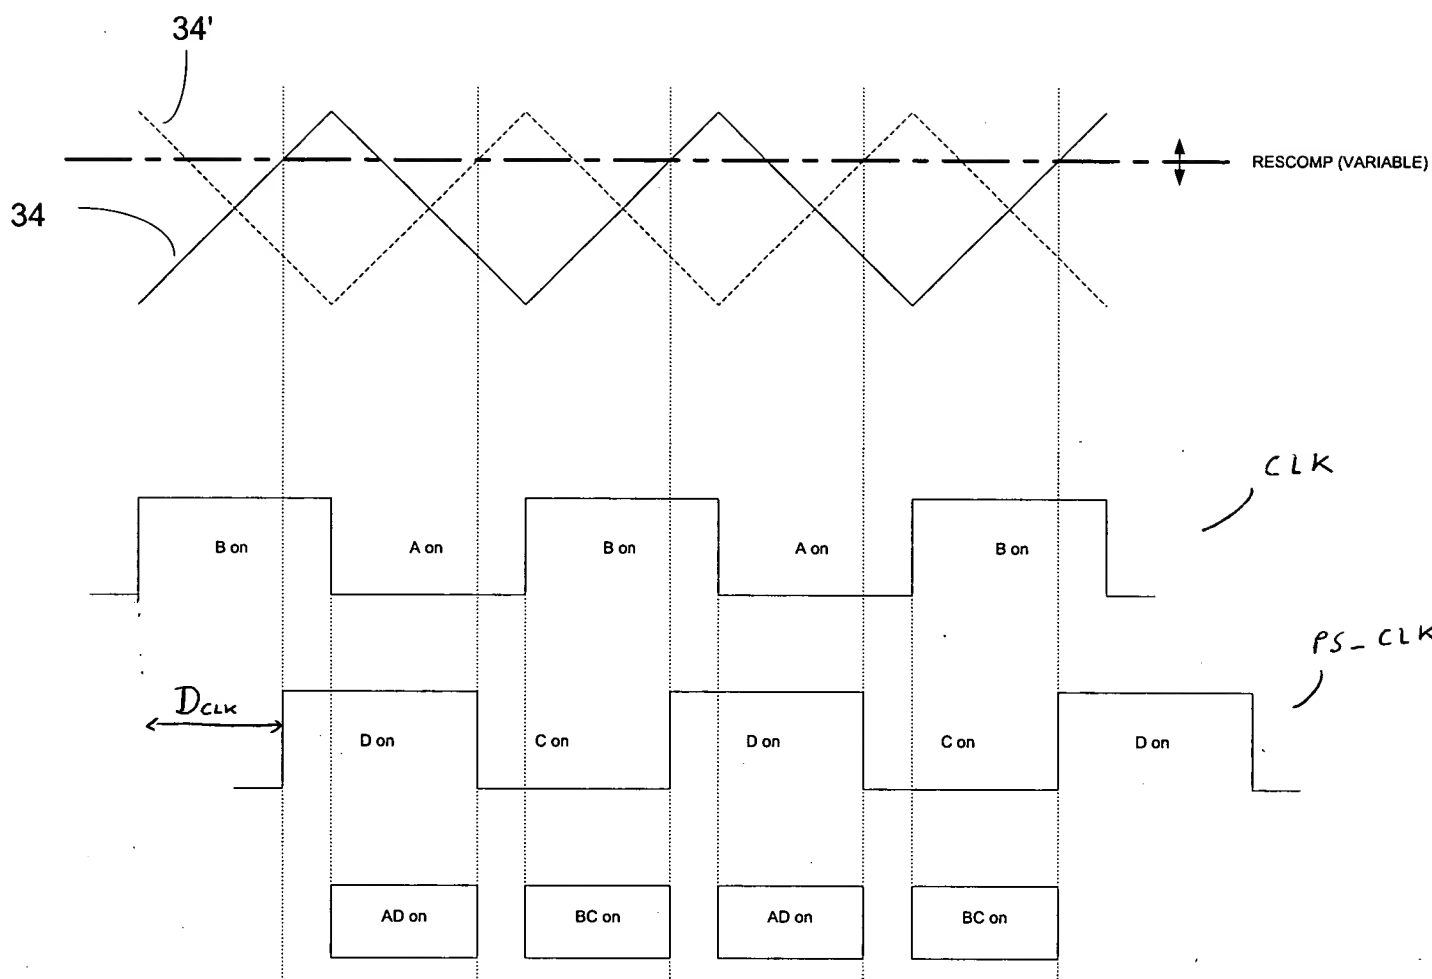 34'
RESCOMP (VARIABLE)
34
CLK
B on
A on
B on
A on
B on
PS_CLK
DCLK
D on
C on
D on
C on
D on
AD on
BC on
AD on
BC on